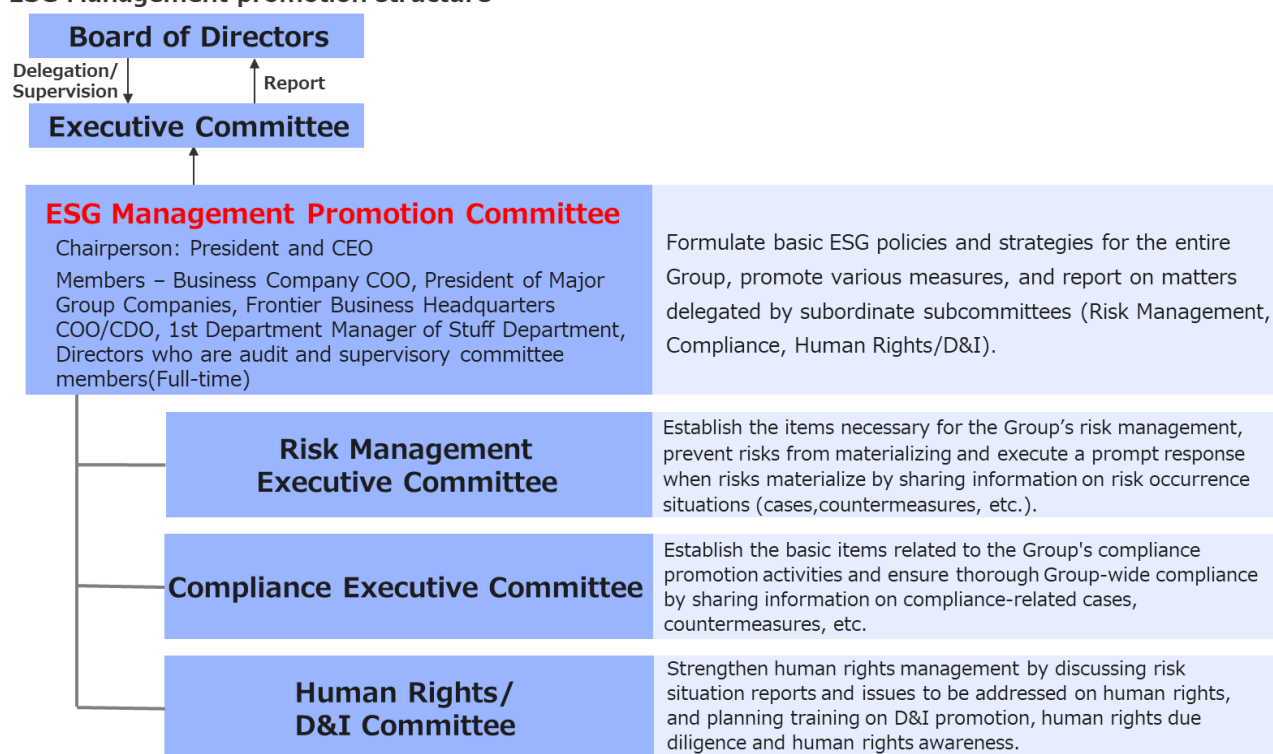 ESG Management promotion structure
Board of Directors
Delegation/
Supervision
Report
Executive Committee
ESG Management Promotion Committee
Chairperson: President and CEO
Members – Business Company COO, President of Major
Group Companies, Frontier Business Headquarters
COO/CDO, 1st Department Manager of Stuff Department,
Directors who are audit and supervisory committee
members(Full-time)
Formulate basic ESG policies and strategies for the entire
Group, promote various measures, and report on matters
delegated by subordinate subcommittees (Risk Management,
Compliance, Human Rights/D&I).
Risk Management
Executive Committee
Establish the items necessary for the Group’s risk management,
prevent risks from materializing and execute a prompt response
when risks materialize by sharing information on risk occurrence
situations (cases,countermeasures, etc.).
Compliance Executive Committee
Establish the basic items related to the Group's compliance
promotion activities and ensure thorough Group-wide compliance
by sharing information on compliance-related cases,
countermeasures, etc.
Human Rights/
D&I Committee
Strengthen human rights management by discussing risk
situation reports and issues to be addressed on human rights,
and planning training on D&I promotion, human rights due
diligence and human rights awareness.